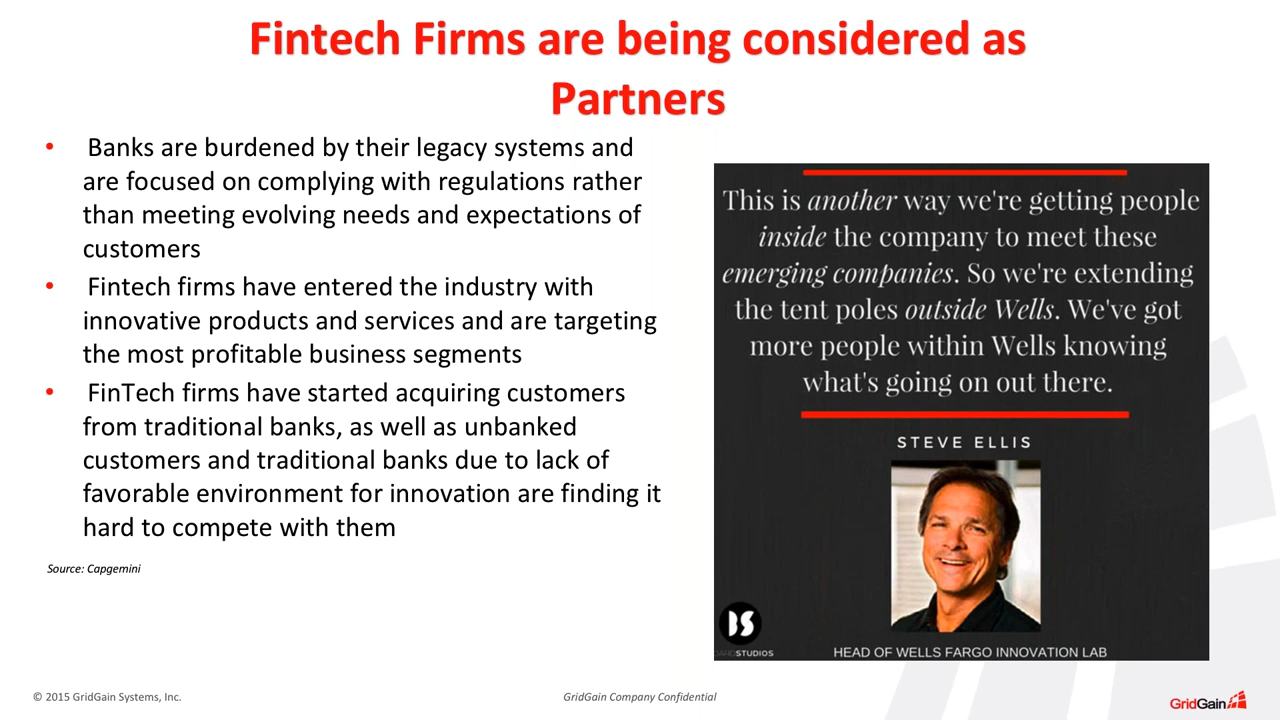 Fintech Firms are being considered as
Partners
• Banks are burdened by their legacy systems and
are focused on complying with regulations rather
than meeting evolving needs and expectations of
customers
• Fintech firms have entered the industry with
innovative products and services and are targeting
the most profitable business segments
• FinTech firms have started acquiring customers
from traditional banks, as well as unbanked
customers and traditional banks due to lack of
favorable environment for innovation are finding it
hard to compete with them
Source: Capgemini
This is another way we're getting people
inside the company to meet these
emerging companies. So we're extending
the tent poles outside Wells. We've got
more people within Wells knowing
what's going on out there.
STEVE ELLIS
BS
STUDIOS
HEAD OF WELLS FARGO INNOVATION LAB
© 2015 GridGain Systems, Inc.
GridGain Company Confidential
GridGain